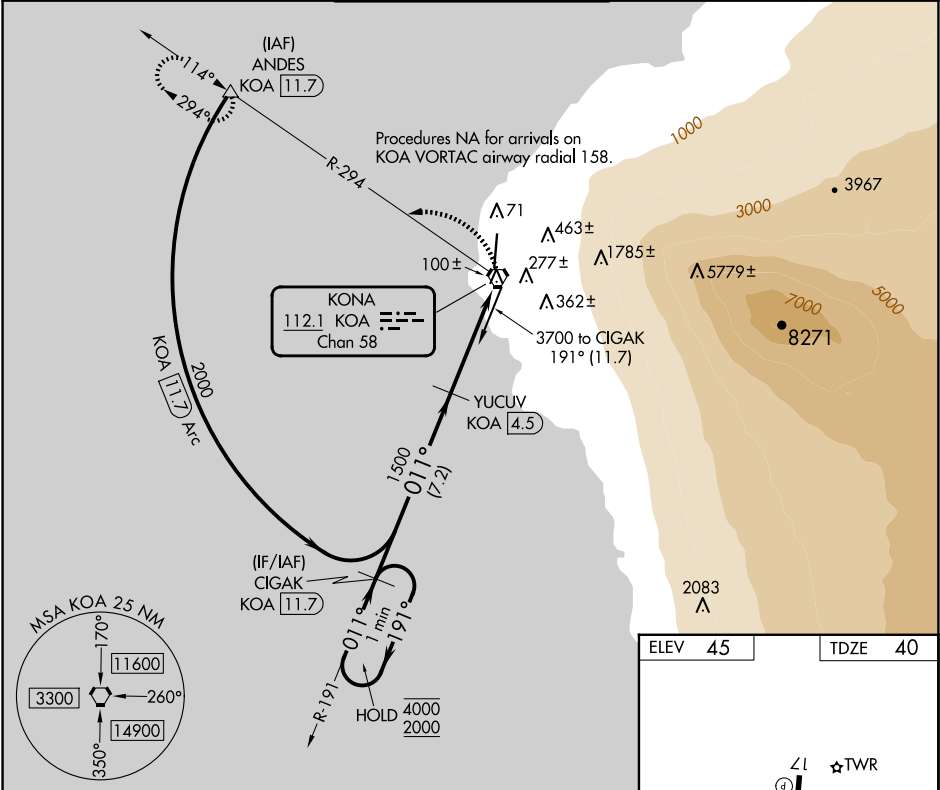 (IAF)
ANDES
KOA 11.7
114°
294°
R-294
Procedures NA for arrivals on
KOA VORTAC airway radial 158.
1000
3967
3000
71
463±
1785±
5779±
5000
100±
277±
7000
362±
8271
KONA
112.1 KOA
Chan 58
3700 to CIGAK
191° (11.7)
2000
KOA 11.7 Arc
YUCUV
KOA 4.5
1500
011°
(7.2)
(IF/IAF)
CIGAK
KOA 11.7
011°
1 min
191°
2083
R-191
HOLD 4000
2000
MSA KOA 25 NM
170°
11600
3300
260°
14900
350°
ELEV 45
TDZE 40
17
TWR
P